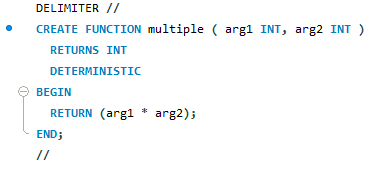 DELIMITER //
CREATE FUNCTION multiple ( arg1 INT, arg2 INT )
RETURNS INT
DETERMINISTIC
BEGIN
RETURN (arg1 * arg2);
END;
//